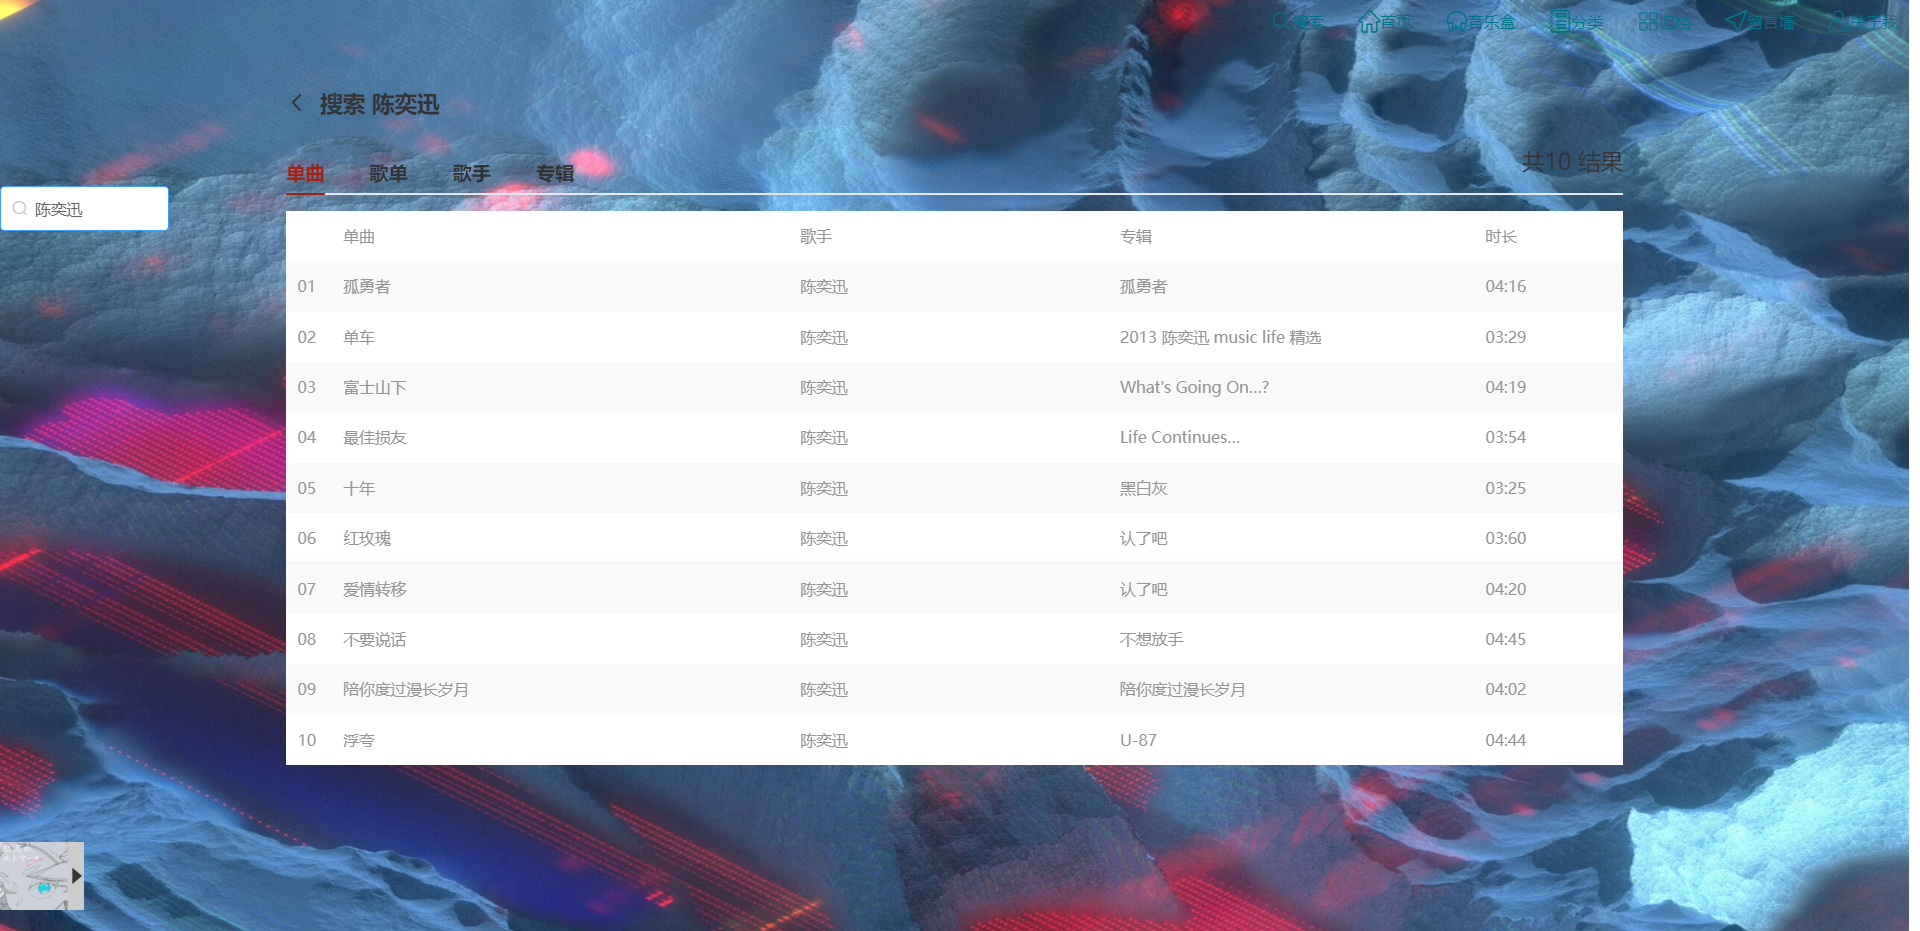 搜索 首页 音乐盒 分类 归档 留言墙 关于我
搜索 陈奕迅
单曲 歌单 歌手 专辑
共10 结果
陈奕迅
单曲 歌手 专辑 时长
01 孤勇者 陈奕迅 孤勇者 04:16
02 单车 陈奕迅 2013 陈奕迅 music life 精选 03:29
03 富士山下 陈奕迅 What's Going On...? 04:19
04 最佳损友 陈奕迅 Life Continues... 03:54
05 十年 陈奕迅 黑白灰 03:25
06 红玫瑰 陈奕迅 认了吧 03:60
07 爱情转移 陈奕迅 认了吧 04:20
08 不要说话 陈奕迅 不想放手 04:45
09 陪你度过漫长岁月 陈奕迅 陪你度过漫长岁月 04:02
10 浮夸 陈奕迅 U-87 04:44